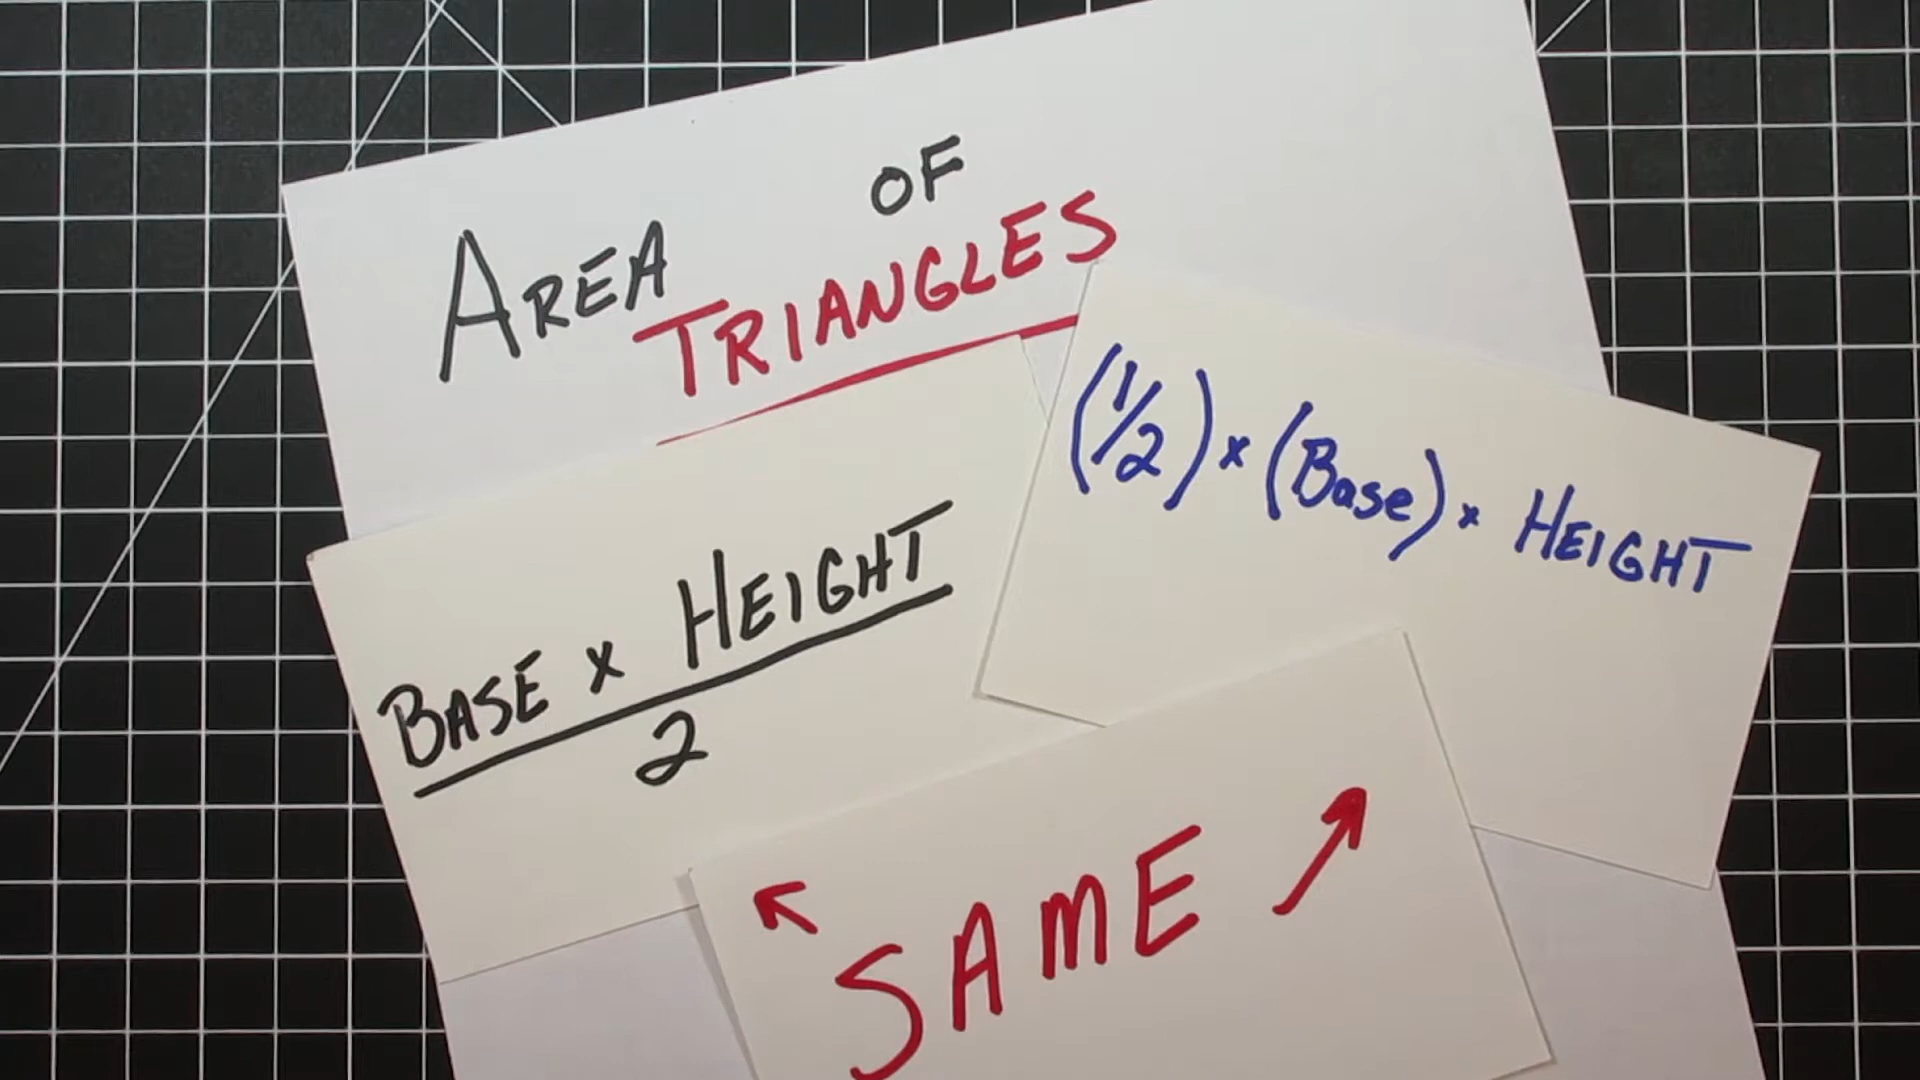 AREA OF
TRIANGLES
(1/2) x (Base) x HEIGHT
BASE x HEIGHT
2
SAME